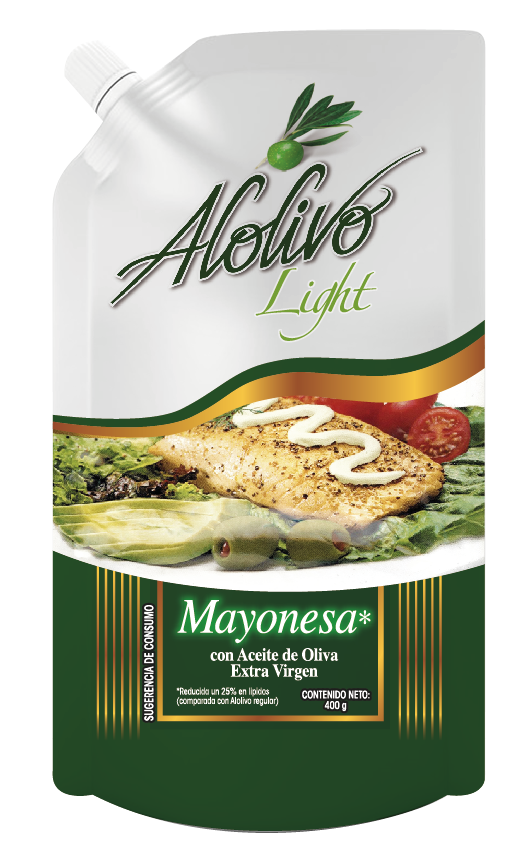 Alolivo
Light
SUGERENCIA DE CONSUMO
Mayonesa*
con Aceite de Oliva
Extra Virgen
*Reducida un 25% en lípidos
(comparada con Alolivo regular)
CONTENIDO NETO:
400 g